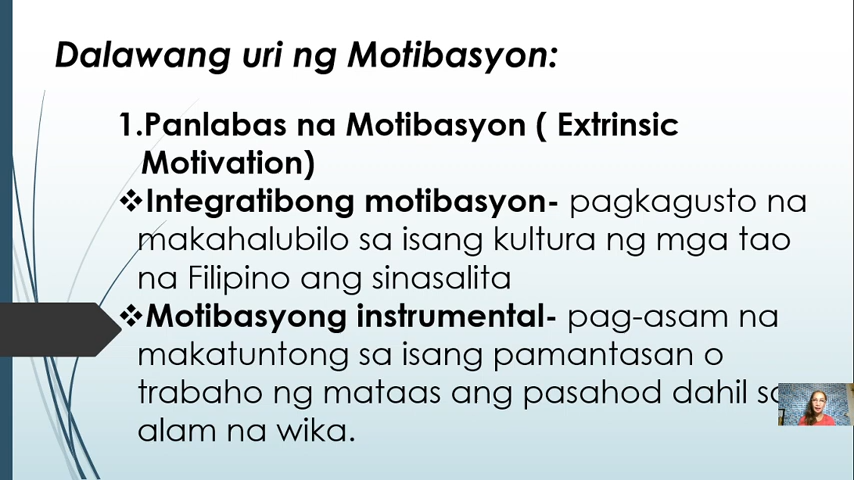 Dalawang uri ng Motibasyon:
1.Panlabas na Motibasyon ( Extrinsic
Motivation)
❖Integratibong motibasyon- pagkagusto na
makahalubilo sa isang kultura ng mga tao
na Filipino ang sinasalita
❖Motibasyong instrumental- pag-asam na
makatuntong sa isang pamantasan o
trabaho ng mataas ang pasahod dahil sa
alam na wika.